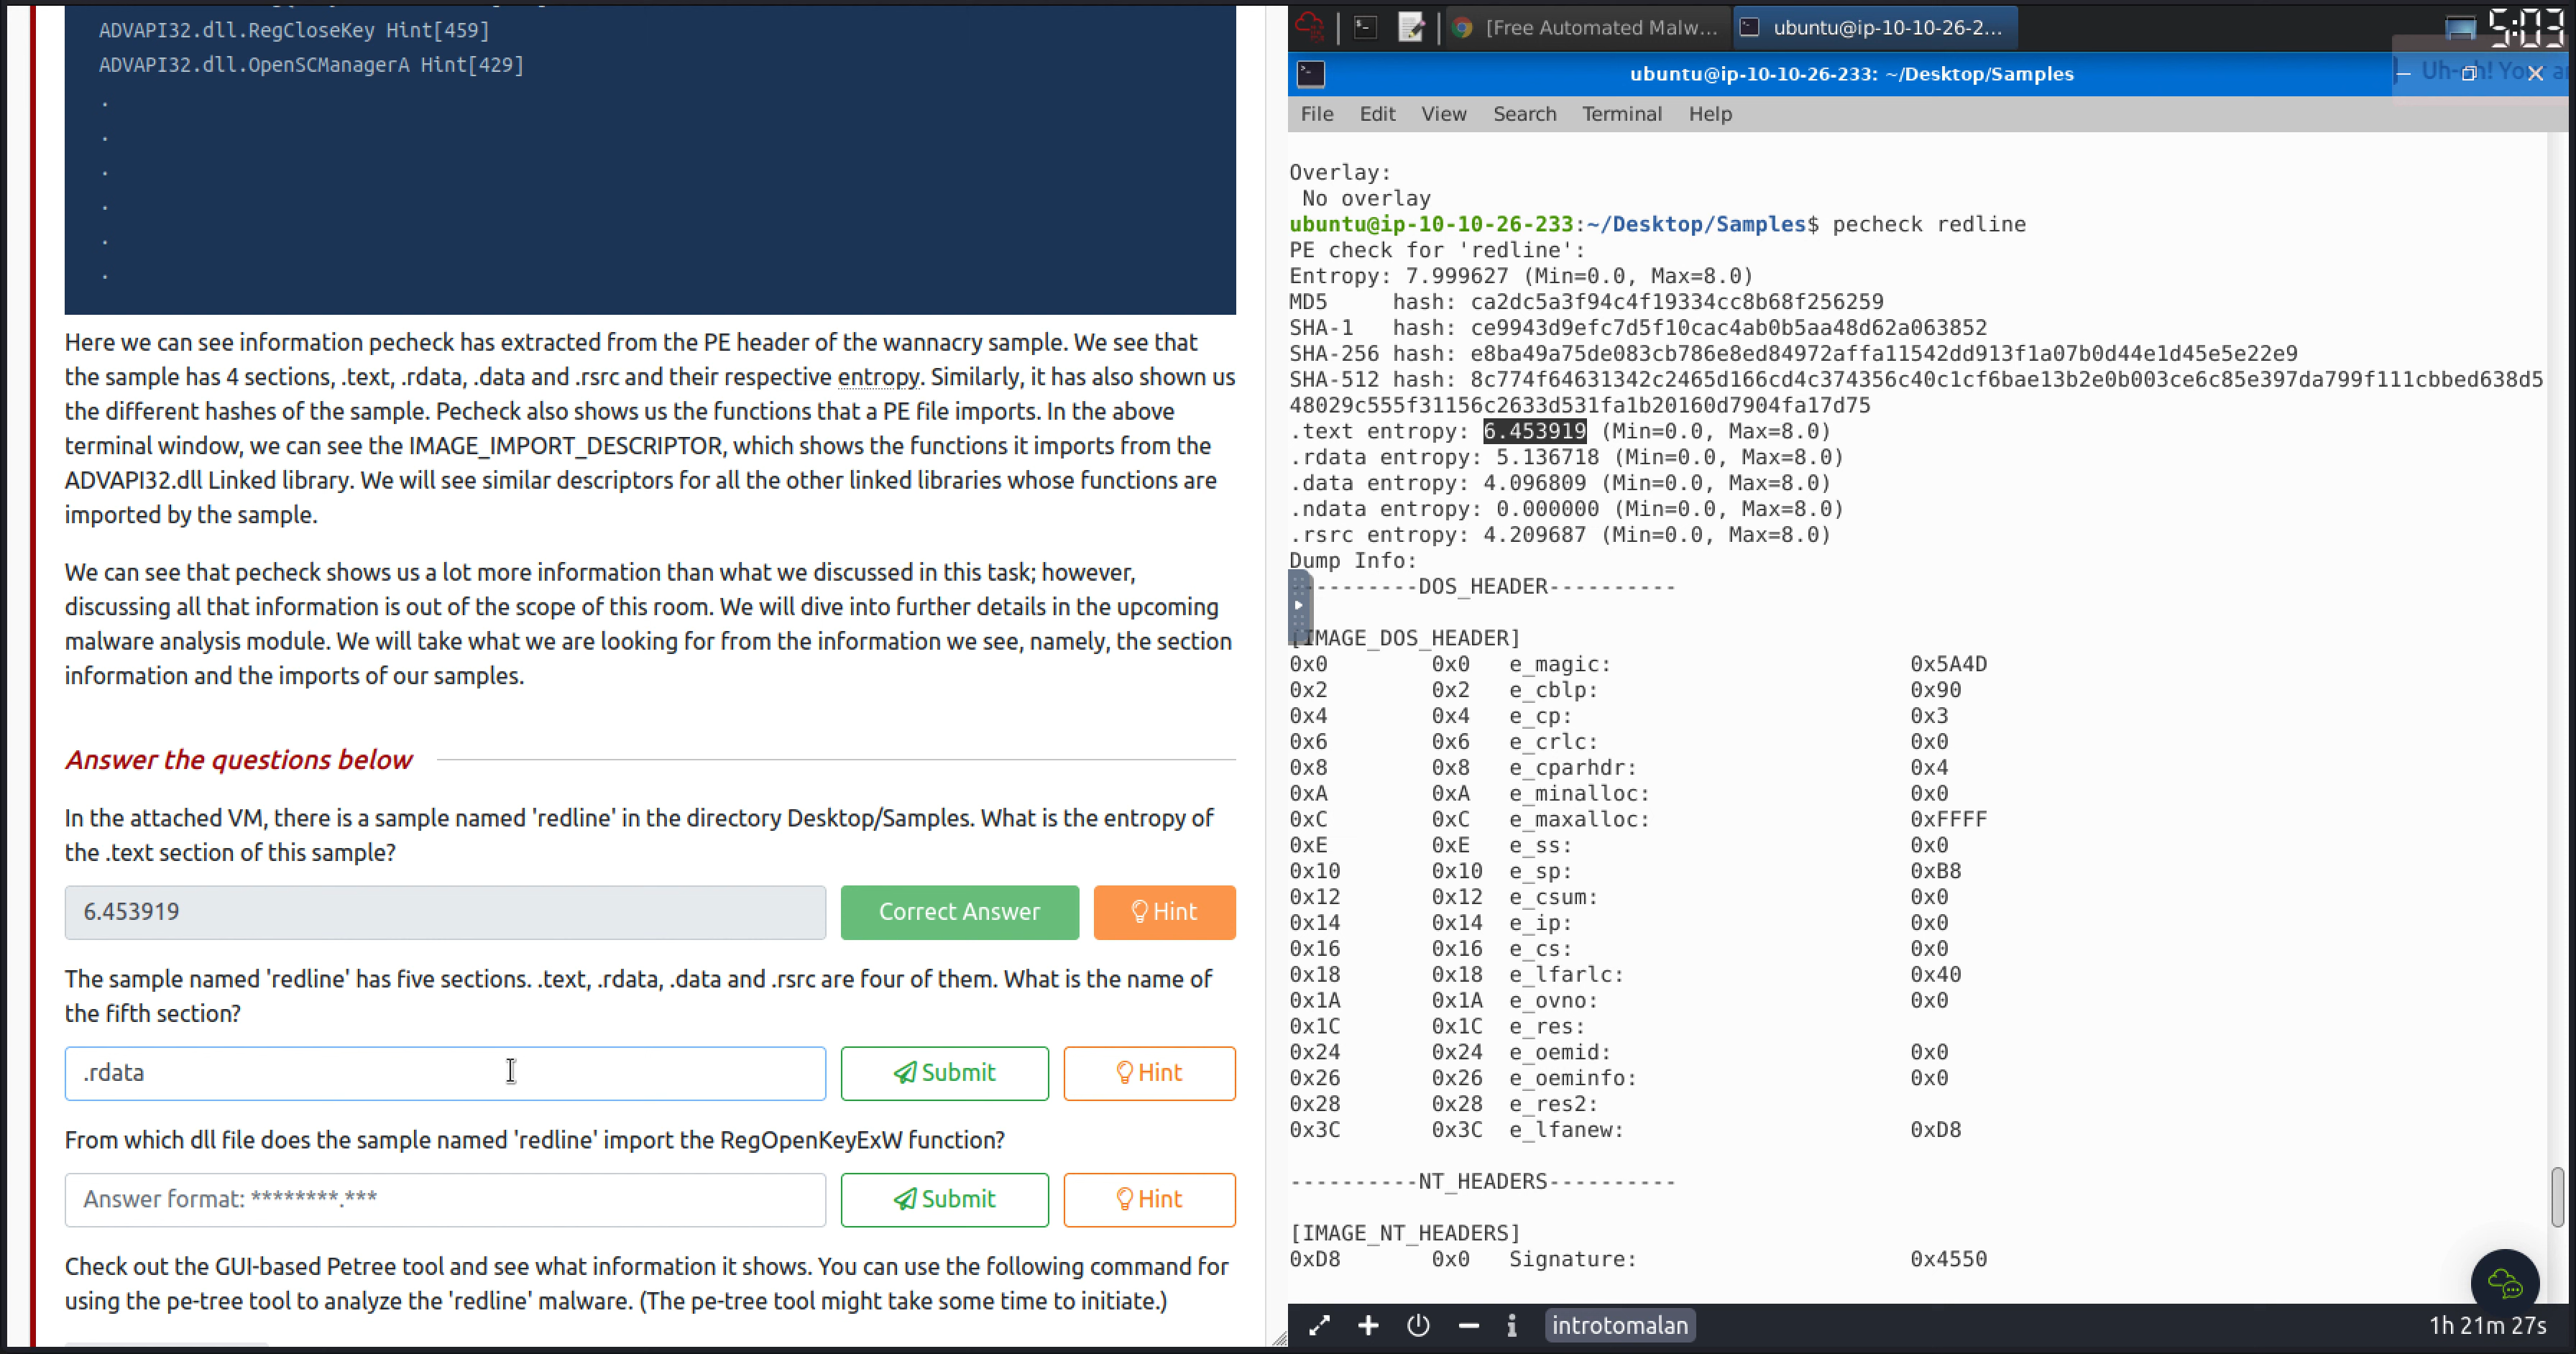 ADVAPI32.dll.RegCloseKey Hint[459]
ADVAPI32.dll.OpenSCManagerA Hint[429]
.
.
.
.
.
.
Here we can see information pecheck has extracted from the PE header of the wannacry sample. We see that
the sample has 4 sections, .text, .rdata, .data and .rsrc and their respective entropy. Similarly, it has also shown us
the different hashes of the sample. Pecheck also shows us the functions that a PE file imports. In the above
terminal window, we can see the IMAGE_IMPORT_DESCRIPTOR, which shows the functions it imports from the
ADVAPI32.dll Linked library. We will see similar descriptors for all the other linked libraries whose functions are
imported by the sample.
We can see that pecheck shows us a lot more information than what we discussed in this task; however,
discussing all that information is out of the scope of this room. We will dive into further details in the upcoming
malware analysis module. We will take what we are looking for from the information we see, namely, the section
information and the imports of our samples.
Answer the questions below
In the attached VM, there is a sample named 'redline' in the directory Desktop/Samples. What is the entropy of
the .text section of this sample?
6.453919 Correct Answer Hint
The sample named 'redline' has five sections. .text, .rdata, .data and .rsrc are four of them. What is the name of
the fifth section?
.rdata Submit Hint
From which dll file does the sample named 'redline' import the RegOpenKeyExW function?
Answer format: ********.*** Submit Hint
Check out the GUI-based Petree tool and see what information it shows. You can use the following command for
using the pe-tree tool to analyze the 'redline' malware. (The pe-tree tool might take some time to initiate.)
[Free Automated Malw... ubuntu@ip-10-10-26-2... 5:03
ubuntu@ip-10-10-26-233: ~/Desktop/Samples
File Edit View Search Terminal Help
Overlay:
No overlay
ubuntu@ip-10-10-26-233:~/Desktop/Samples$ pecheck redline
PE check for 'redline':
Entropy: 7.999627 (Min=0.0, Max=8.0)
MD5 hash: ca2dc5a3f94c4f19334cc8b68f256259
SHA-1 hash: ce9943d9efc7d5f10cac4ab0b5aa48d62a063852
SHA-256 hash: e8ba49a75de083cb786e8ed84972affa11542dd913f1a07b0d44e1d45e5e22e9
SHA-512 hash: 8c774f64631342c2465d166cd4c374356c40c1cf6bae13b2e0b003ce6c85e397da799f111cbbed638d5
48029c555f31156c2633d531fa1b20160d7904fa17d75
.text entropy: 6.453919 (Min=0.0, Max=8.0)
.rdata entropy: 5.136718 (Min=0.0, Max=8.0)
.data entropy: 4.096809 (Min=0.0, Max=8.0)
.ndata entropy: 0.000000 (Min=0.0, Max=8.0)
.rsrc entropy: 4.209687 (Min=0.0, Max=8.0)
Dump Info:
----------DOS_HEADER----------
[IMAGE_DOS_HEADER]
0x0 0x0 e_magic: 0x5A4D
0x2 0x2 e_cblp: 0x90
0x4 0x4 e_cp: 0x3
0x6 0x6 e_crlc: 0x0
0x8 0x8 e_cparhdr: 0x4
0xA 0xA e_minalloc: 0x0
0xC 0xC e_maxalloc: 0xFFFF
0xE 0xE e_ss: 0x0
0x10 0x10 e_sp: 0xB8
0x12 0x12 e_csum: 0x0
0x14 0x14 e_ip: 0x0
0x16 0x16 e_cs: 0x0
0x18 0x18 e_lfarlc: 0x40
0x1A 0x1A e_ovno: 0x0
0x1C 0x1C e_res:
0x24 0x24 e_oemid: 0x0
0x26 0x26 e_oeminfo: 0x0
0x28 0x28 e_res2:
0x3C 0x3C e_lfanew: 0xD8
----------NT_HEADERS----------
[IMAGE_NT_HEADERS]
0xD8 0x0 Signature: 0x4550
introtomalan 1h 21m 27s